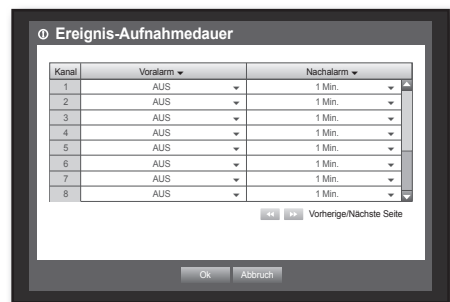 Ereignis-Aufnahmedauer
Kanal Voralarm Nachalarm
1 AUS 1 Min.
2 AUS 1 Min.
3 AUS 1 Min.
4 AUS 1 Min.
5 AUS 1 Min.
6 AUS 1 Min.
7 AUS 1 Min.
8 AUS 1 Min.
Vorherige/Nächste Seite
Ok Abbruch